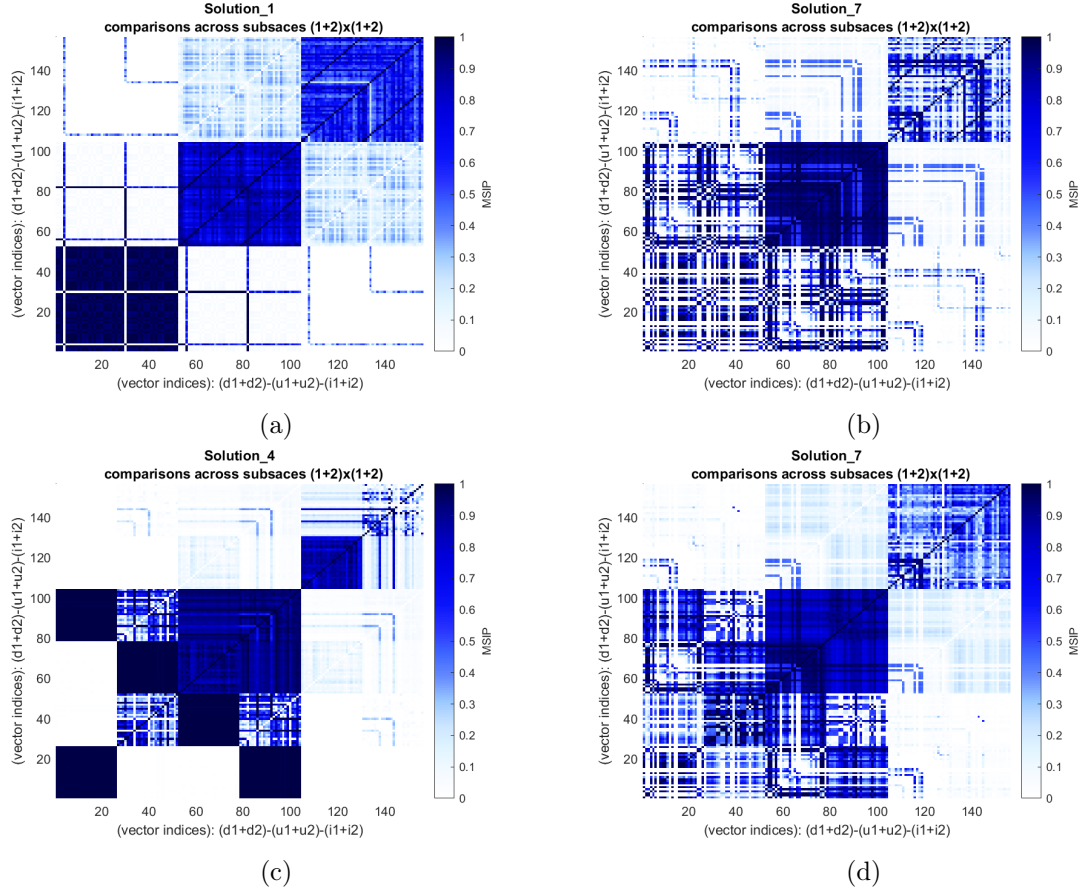 Solution_1
comparisons across subsaces (1+2)x(1+2)
(vector indices): (d1+d2)-(u1+u2)-(i1+i2)
140
120
100
80
60
40
20
20 40 60 80 100 120 140
(vector indices): (d1+d2)-(u1+u2)-(i1+i2)
1
0.9
0.8
0.7
0.6
0.5
0.4
0.3
0.2
0.1
0
MSIP
(a)
Solution_7
comparisons across subsaces (1+2)x(1+2)
(vector indices): (d1+d2)-(u1+u2)-(i1+i2)
140
120
100
80
60
40
20
20 40 60 80 100 120 140
(vector indices): (d1+d2)-(u1+u2)-(i1+i2)
1
0.9
0.8
0.7
0.6
0.5
0.4
0.3
0.2
0.1
0
MSIP
(b)
Solution_4
comparisons across subsaces (1+2)x(1+2)
(vector indices): (d1+d2)-(u1+u2)-(i1+i2)
140
120
100
80
60
40
20
20 40 60 80 100 120 140
(vector indices): (d1+d2)-(u1+u2)-(i1+i2)
1
0.9
0.8
0.7
0.6
0.5
0.4
0.3
0.2
0.1
0
MSIP
(c)
Solution_7
comparisons across subsaces (1+2)x(1+2)
(vector indices): (d1+d2)-(u1+u2)-(i1+i2)
140
120
100
80
60
40
20
20 40 60 80 100 120 140
(vector indices): (d1+d2)-(u1+u2)-(i1+i2)
1
0.9
0.8
0.7
0.6
0.5
0.4
0.3
0.2
0.1
0
MSIP
(d)